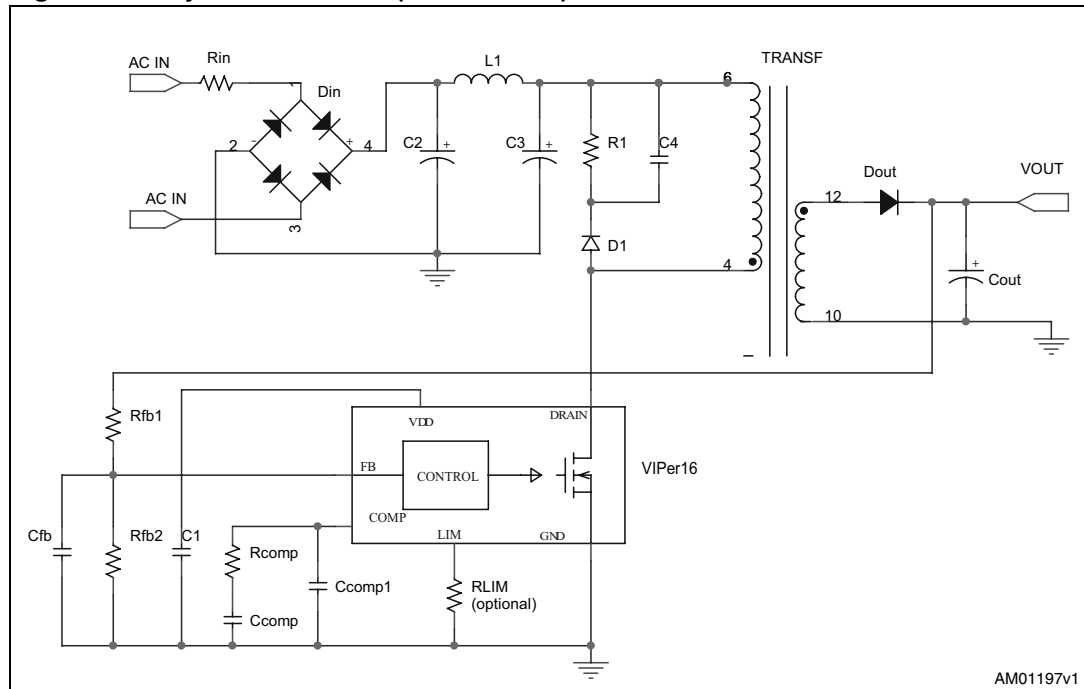 AC IN
Rin
Din
1
2
-
+
4
3
AC IN
C2
+
L1
C3
+
R1
C4
D1
TRANSF
6
4
12
10
Dout
VOUT
+
Cout
Rfb1
VDD
DRAIN
VIPer16
FB
CONTROL
COMP
LIM
GND
Cfb
Rfb2
C1
Rcomp
Ccomp
Ccomp1
RLIM
(optional)
AM01197v1